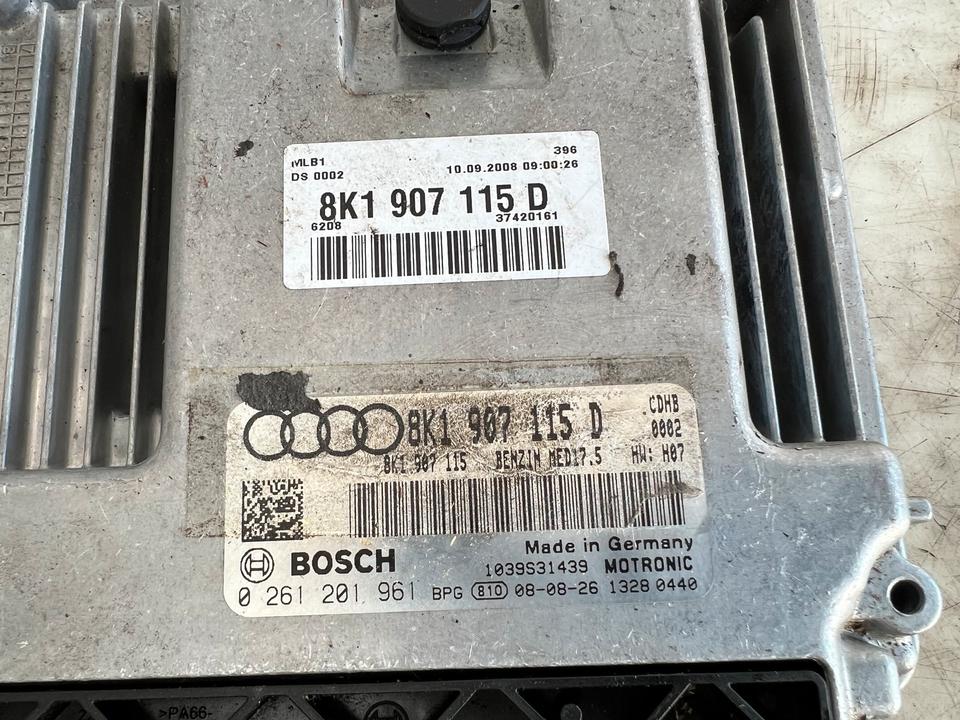 MLB1 396
DS 0002 10.09.2008 09:00:26
8K1 907 115 D
6208 37420161
8K1 907 115 D CDHB
0002
8K1 907 115 BENZIN MED17.5 HW: H07
Made in Germany
BOSCH 1039S31439 MOTRONIC
0 261 201 961 BPG 810 08-08-26 1328 0440
>PA66-